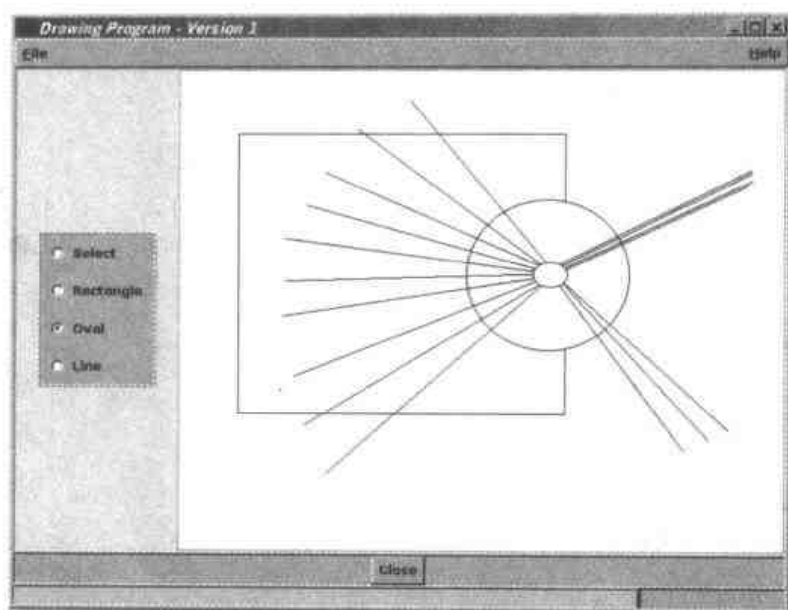 Drawing Program - Version 1
File Help
Select
Rectangle
Oval
Line
Close